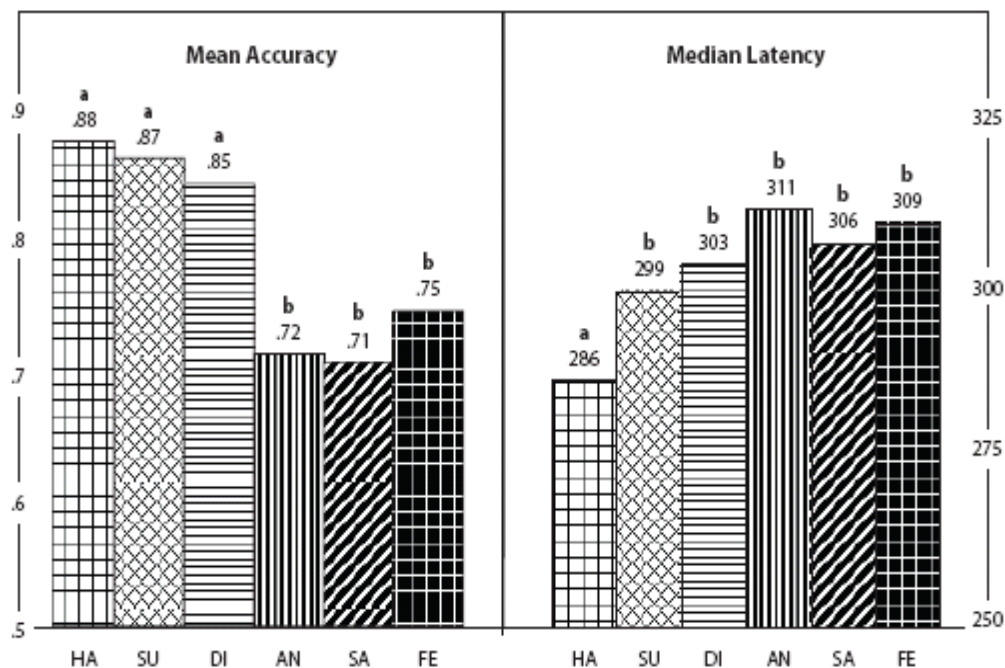 Mean Accuracy
Median Latency
.9
.8
.7
.6
.5
a
.88
a
.87
a
.85
b
.72
b
.71
b
.75
HA SU DI AN SA FE
a
286
b
299
b
303
b
311
b
306
b
309
HA SU DI AN SA FE
325
300
275
250